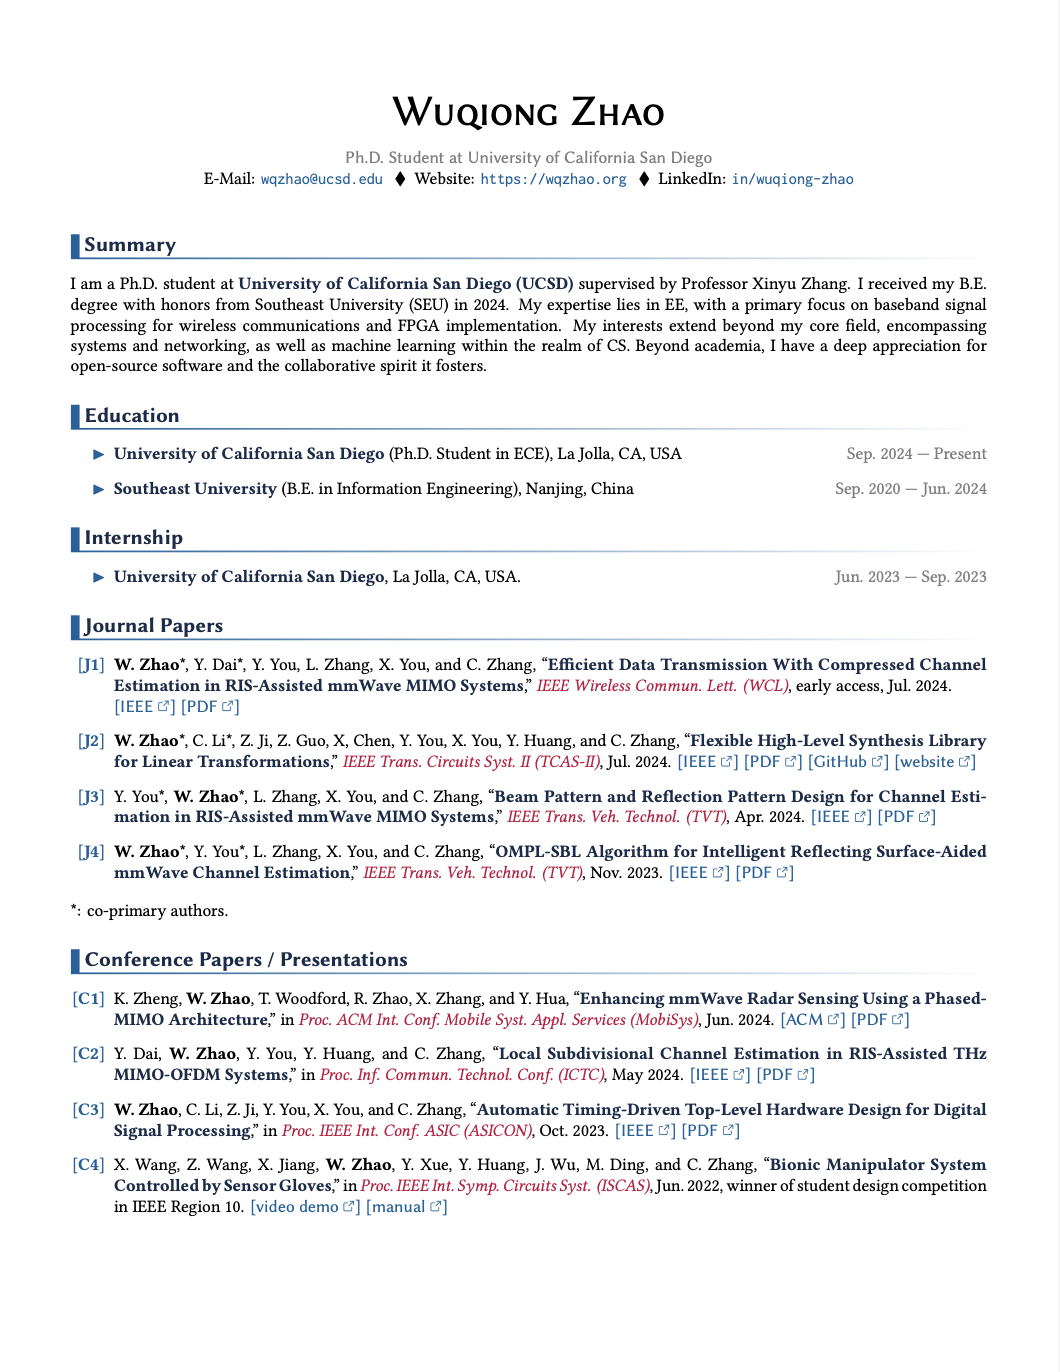 Wuqiong Zhao
Ph.D. Student at University of California San Diego
E-Mail: wqzhao@ucsd.edu ♦ Website: https://wqzhao.org ♦ LinkedIn: in/wuqiong-zhao
Summary
I am a Ph.D. student at University of California San Diego (UCSD) supervised by Professor Xinyu Zhang. I received my B.E.
degree with honors from Southeast University (SEU) in 2024. My expertise lies in EE, with a primary focus on baseband signal
processing for wireless communications and FPGA implementation. My interests extend beyond my core field, encompassing
systems and networking, as well as machine learning within the realm of CS. Beyond academia, I have a deep appreciation for
open-source software and the collaborative spirit it fosters.
Education
► University of California San Diego (Ph.D. Student in ECE), La Jolla, CA, USA Sep. 2024 — Present
► Southeast University (B.E. in Information Engineering), Nanjing, China Sep. 2020 — Jun. 2024
Internship
► University of California San Diego, La Jolla, CA, USA. Jun. 2023 — Sep. 2023
Journal Papers
[J1] W. Zhao*, Y. Dai*, Y. You, L. Zhang, X. You, and C. Zhang, “Efficient Data Transmission With Compressed Channel
Estimation in RIS-Assisted mmWave MIMO Systems,” IEEE Wireless Commun. Lett. (WCL), early access, Jul. 2024.
[IEEE] [PDF]
[J2] W. Zhao*, C. Li*, Z. Ji, Z. Guo, X, Chen, Y. You, X. You, Y. Huang, and C. Zhang, “Flexible High-Level Synthesis Library
for Linear Transformations,” IEEE Trans. Circuits Syst. II (TCAS-II), Jul. 2024. [IEEE] [PDF] [GitHub] [website]
[J3] Y. You*, W. Zhao*, L. Zhang, X. You, and C. Zhang, “Beam Pattern and Reflection Pattern Design for Channel Esti-
mation in RIS-Assisted mmWave MIMO Systems,” IEEE Trans. Veh. Technol. (TVT), Apr. 2024. [IEEE] [PDF]
[J4] W. Zhao*, Y. You*, L. Zhang, X. You, and C. Zhang, “OMPL-SBL Algorithm for Intelligent Reflecting Surface-Aided
mmWave Channel Estimation,” IEEE Trans. Veh. Technol. (TVT), Nov. 2023. [IEEE] [PDF]
*: co-primary authors.
Conference Papers / Presentations
[C1] K. Zheng, W. Zhao, T. Woodford, R. Zhao, X. Zhang, and Y. Hua, “Enhancing mmWave Radar Sensing Using a Phased-
MIMO Architecture,” in Proc. ACM Int. Conf. Mobile Syst. Appl. Services (MobiSys), Jun. 2024. [ACM] [PDF]
[C2] Y. Dai, W. Zhao, Y. You, Y. Huang, and C. Zhang, “Local Subdivisional Channel Estimation in RIS-Assisted THz
MIMO-OFDM Systems,” in Proc. Inf. Commun. Technol. Conf. (ICTC), May 2024. [IEEE] [PDF]
[C3] W. Zhao, C. Li, Z. Ji, Y. You, X. You, and C. Zhang, “Automatic Timing-Driven Top-Level Hardware Design for Digital
Signal Processing,” in Proc. IEEE Int. Conf. ASIC (ASICON), Oct. 2023. [IEEE] [PDF]
[C4] X. Wang, Z. Wang, X. Jiang, W. Zhao, Y. Xue, Y. Huang, J. Wu, M. Ding, and C. Zhang, “Bionic Manipulator System
Controlled by Sensor Gloves,” in Proc. IEEE Int. Symp. Circuits Syst. (ISCAS), Jun. 2022, winner of student design competition
in IEEE Region 10. [video demo] [manual]